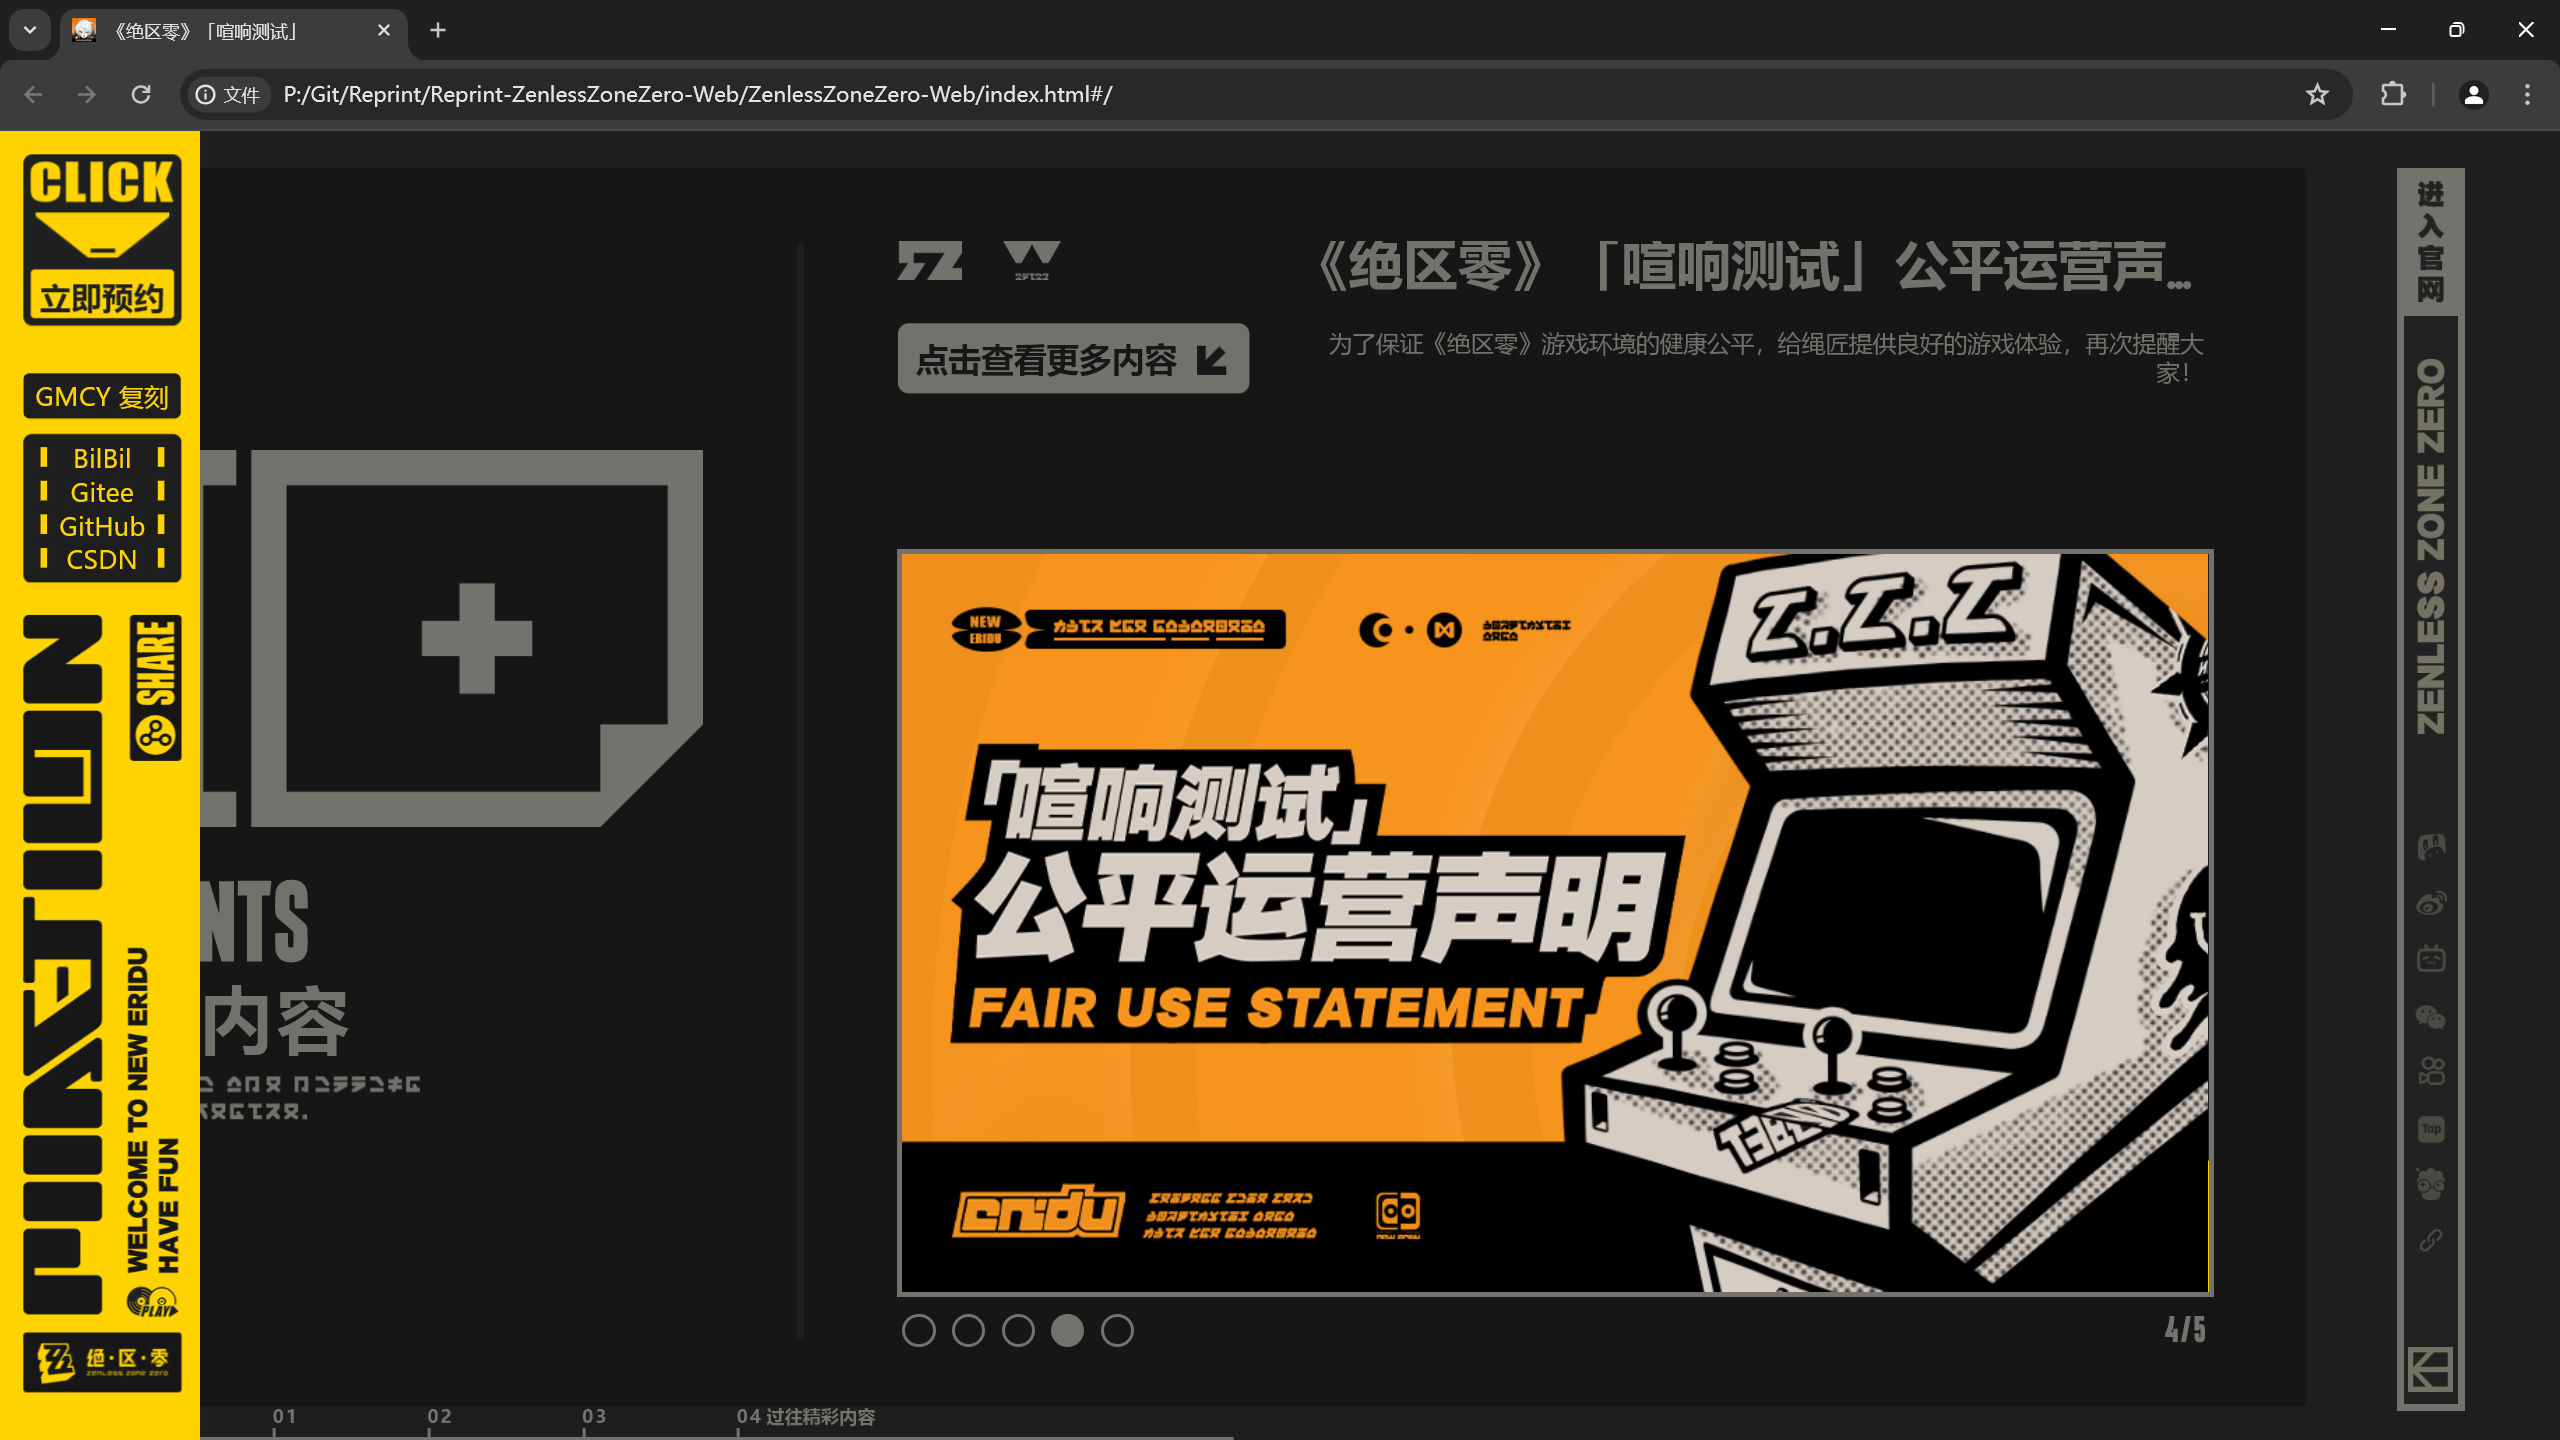 《绝区零》「喧响测试」
文件
P:/Git/Reprint/Reprint-ZenlessZoneZero-Web/ZenlessZoneZero-Web/index.html#/
CLICK
立即预约
GMCY 复刻
BilBil
Gitee
GitHub
CSDN
SHARE
WELCOME TO NEW ERIDU
HAVE FUN
PLAY
绝·区·零
zenless zone zero
NTS
内容
《绝区零》「喧响测试」公平运营声...
点击查看更多内容
为了保证《绝区零》游戏环境的健康公平，给绳匠提供良好的游戏体验，再次提醒大
家！
NEW
ERIDU
Z.Z.Z
「喧响测试」
公平运营声明
FAIR USE STATEMENT
eridu
NEW ERIDU
4/5
01
02
03
04 过往精彩内容
进入官网
ZENLESS ZONE ZERO
Tap